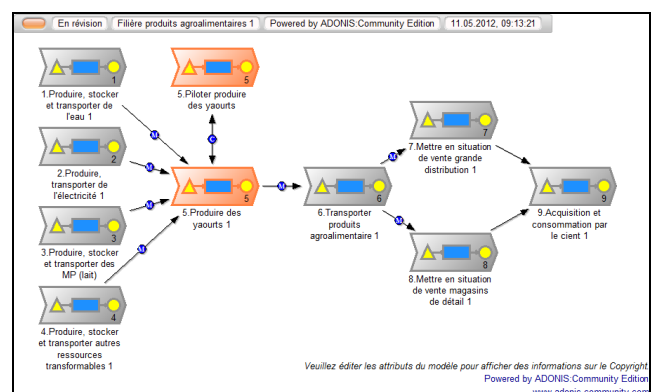 En révision
Filière produits agroalimentaires 1
Powered by ADONIS:Community Edition
11.05.2012, 09:13:21
1
1.Produire, stocker
et transporter de
l'eau 1
5
5.Piloter produire
des yaourts
7
7.Mettre en situation
de vente grande
distribution 1
M
C
M
2
2.Produire,
transporter de
l'électricité 1
M
5
5.Produire des
yaourts 1
M
6
6.Transporter
produits
agroalimentaire 1
9
9.Acquisition et
consommation par
le cient 1
M
3
3.Produire, stocker
et transporter des
MP (lait)
M
M
8
8.Mettre en situation
de vente magasins
de détail 1
4
4.Produire, stocker
et transporter autres
ressources
transformables 1
Veuillez éditer les attributs du modèle pour afficher des informations sur le Copyright.
Powered by ADONIS:Community Edition
www.adonis-community.com